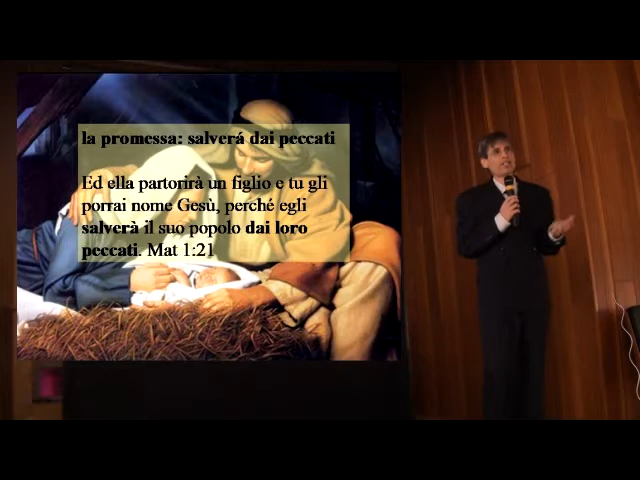 la promessa: salverá dai peccati
Ed ella partorirà un figlio e tu gli
porrai nome Gesù, perché egli
salverà il suo popolo dai loro
peccati. Mat 1:21